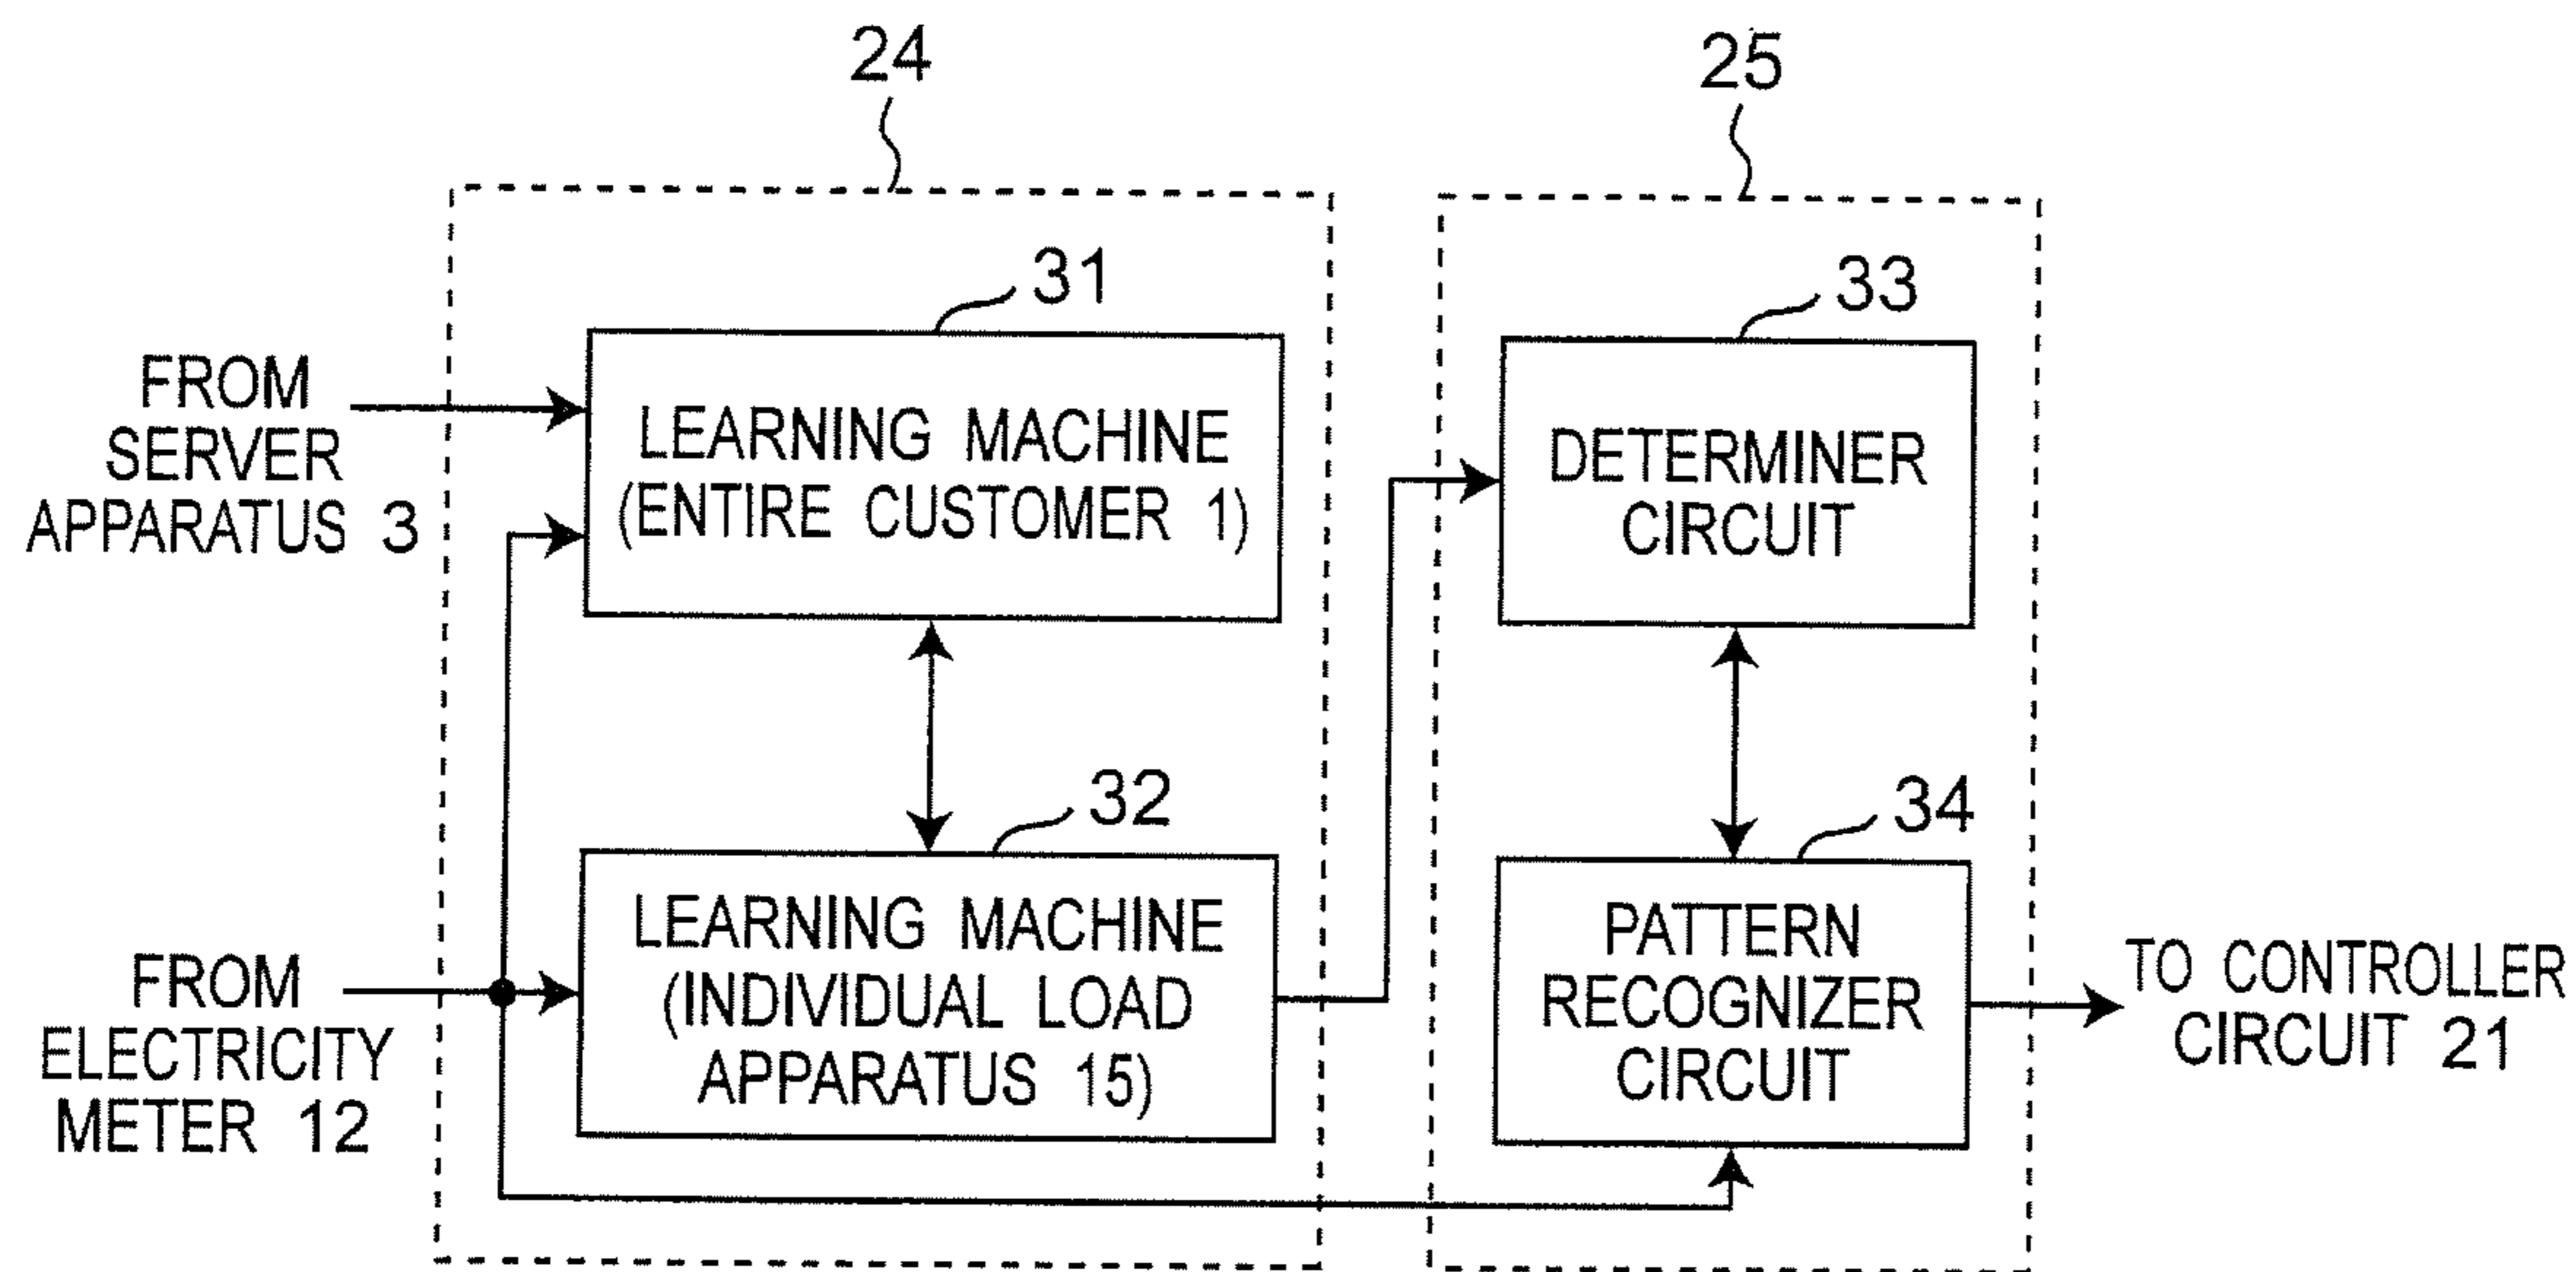 24
25
31
33
FROM
SERVER
APPARATUS 3
LEARNING MACHINE
(ENTIRE CUSTOMER 1)
DETERMINER
CIRCUIT
32
34
FROM
ELECTRICITY
METER 12
LEARNING MACHINE
(INDIVIDUAL LOAD
APPARATUS 15)
PATTERN
RECOGNIZER
CIRCUIT
TO CONTROLLER
CIRCUIT 21